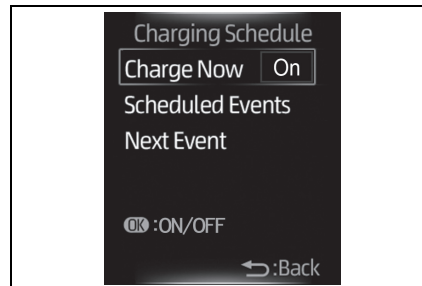 Charging Schedule
Charge Now On
Scheduled Events
Next Event
OK :ON/OFF
:Back